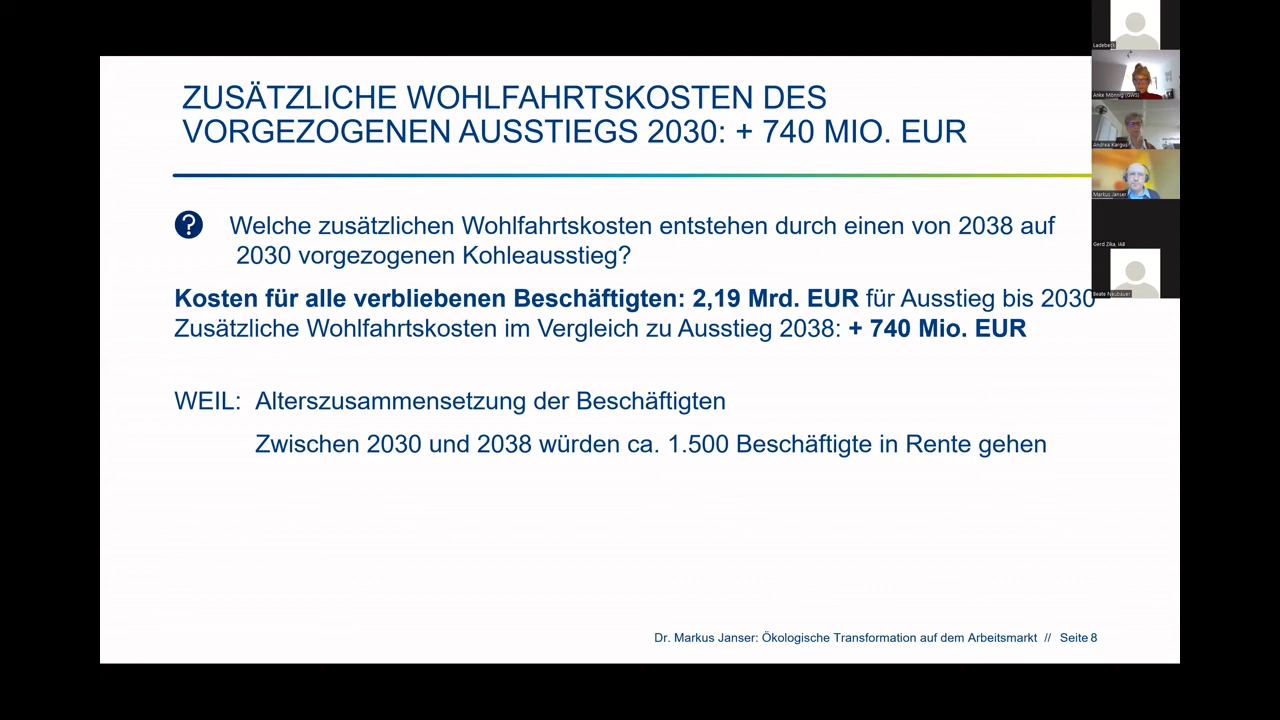 ZUSÄTZLICHE WOHLFAHRTSKOSTEN DES
VORGEZOGENEN AUSSTIEGS 2030: + 740 MIO. EUR
? Welche zusätzlichen Wohlfahrtskosten entstehen durch einen von 2038 auf
2030 vorgezogenen Kohleausstieg?
Kosten für alle verbliebenen Beschäftigten: 2,19 Mrd. EUR für Ausstieg bis 2030
Zusätzliche Wohlfahrtskosten im Vergleich zu Ausstieg 2038: + 740 Mio. EUR
WEIL: Alterszusammensetzung der Beschäftigten
Zwischen 2030 und 2038 würden ca. 1.500 Beschäftigte in Rente gehen
Dr. Markus Janser: Ökologische Transformation auf dem Arbeitsmarkt // Seite 8
Ladebeck
Anke Mönnig (GWS)
Andrea Kargus
Markus Janser
Gerd Zika, IAB
Beate Neubauer